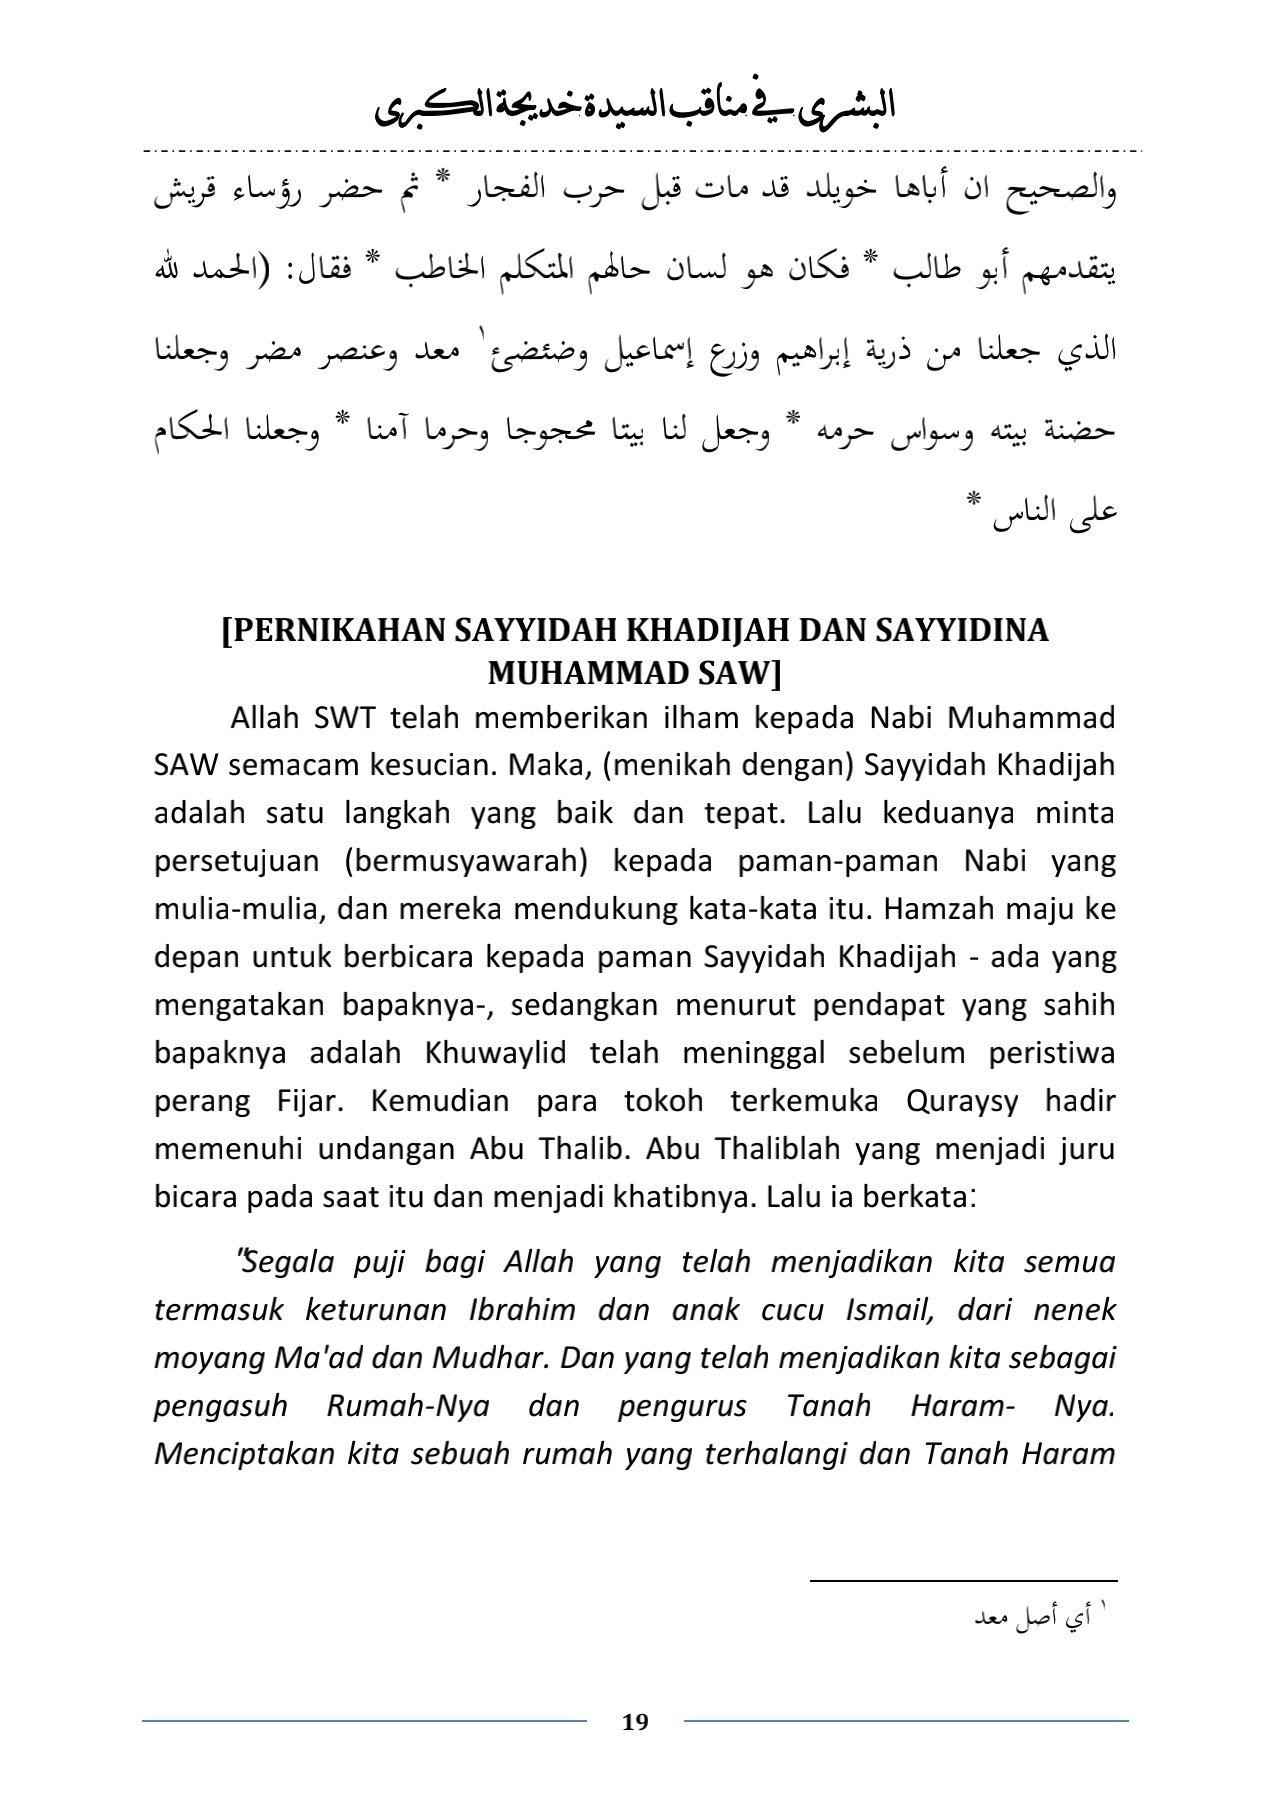 البشرى في مناقب السيدة خديجة الكبرى
والصحيح ان أباها خويلد قد مات قبل حرب الفجار * ثم حضر رؤساء قريش
يتقدمهم أبو طالب * فكان هو لسان حالهم المتكلم الخاطب * فقال: (الحمد لله
الذي جعلنا من ذرية إبراهيم وزرع إسماعيل وضئضئ١ معد وعنصر مضر وجعلنا
حضنة بيته وسواس حرمه * وجعل لنا بيتا محجوجا وحرما آمنا * وجعلنا الحكام
على الناس *
[PERNIKAHAN SAYYIDAH KHADIJAH DAN SAYYIDINA
MUHAMMAD SAW]
Allah SWT telah memberikan ilham kepada Nabi Muhammad
SAW semacam kesucian. Maka, (menikah dengan) Sayyidah Khadijah
adalah satu langkah yang baik dan tepat. Lalu keduanya minta
persetujuan (bermusyawarah) kepada paman-paman Nabi yang
mulia-mulia, dan mereka mendukung kata-kata itu. Hamzah maju ke
depan untuk berbicara kepada paman Sayyidah Khadijah - ada yang
mengatakan bapaknya-, sedangkan menurut pendapat yang sahih
bapaknya adalah Khuwaylid telah meninggal sebelum peristiwa
perang Fijar. Kemudian para tokoh terkemuka Quraysy hadir
memenuhi undangan Abu Thalib. Abu Thaliblah yang menjadi juru
bicara pada saat itu dan menjadi khatibnya. Lalu ia berkata:
"Segala puji bagi Allah yang telah menjadikan kita semua
termasuk keturunan Ibrahim dan anak cucu Ismail, dari nenek
moyang Ma'ad dan Mudhar. Dan yang telah menjadikan kita sebagai
pengasuh Rumah-Nya dan pengurus Tanah Haram- Nya.
Menciptakan kita sebuah rumah yang terhalangi dan Tanah Haram
١ أي أصل معد
19